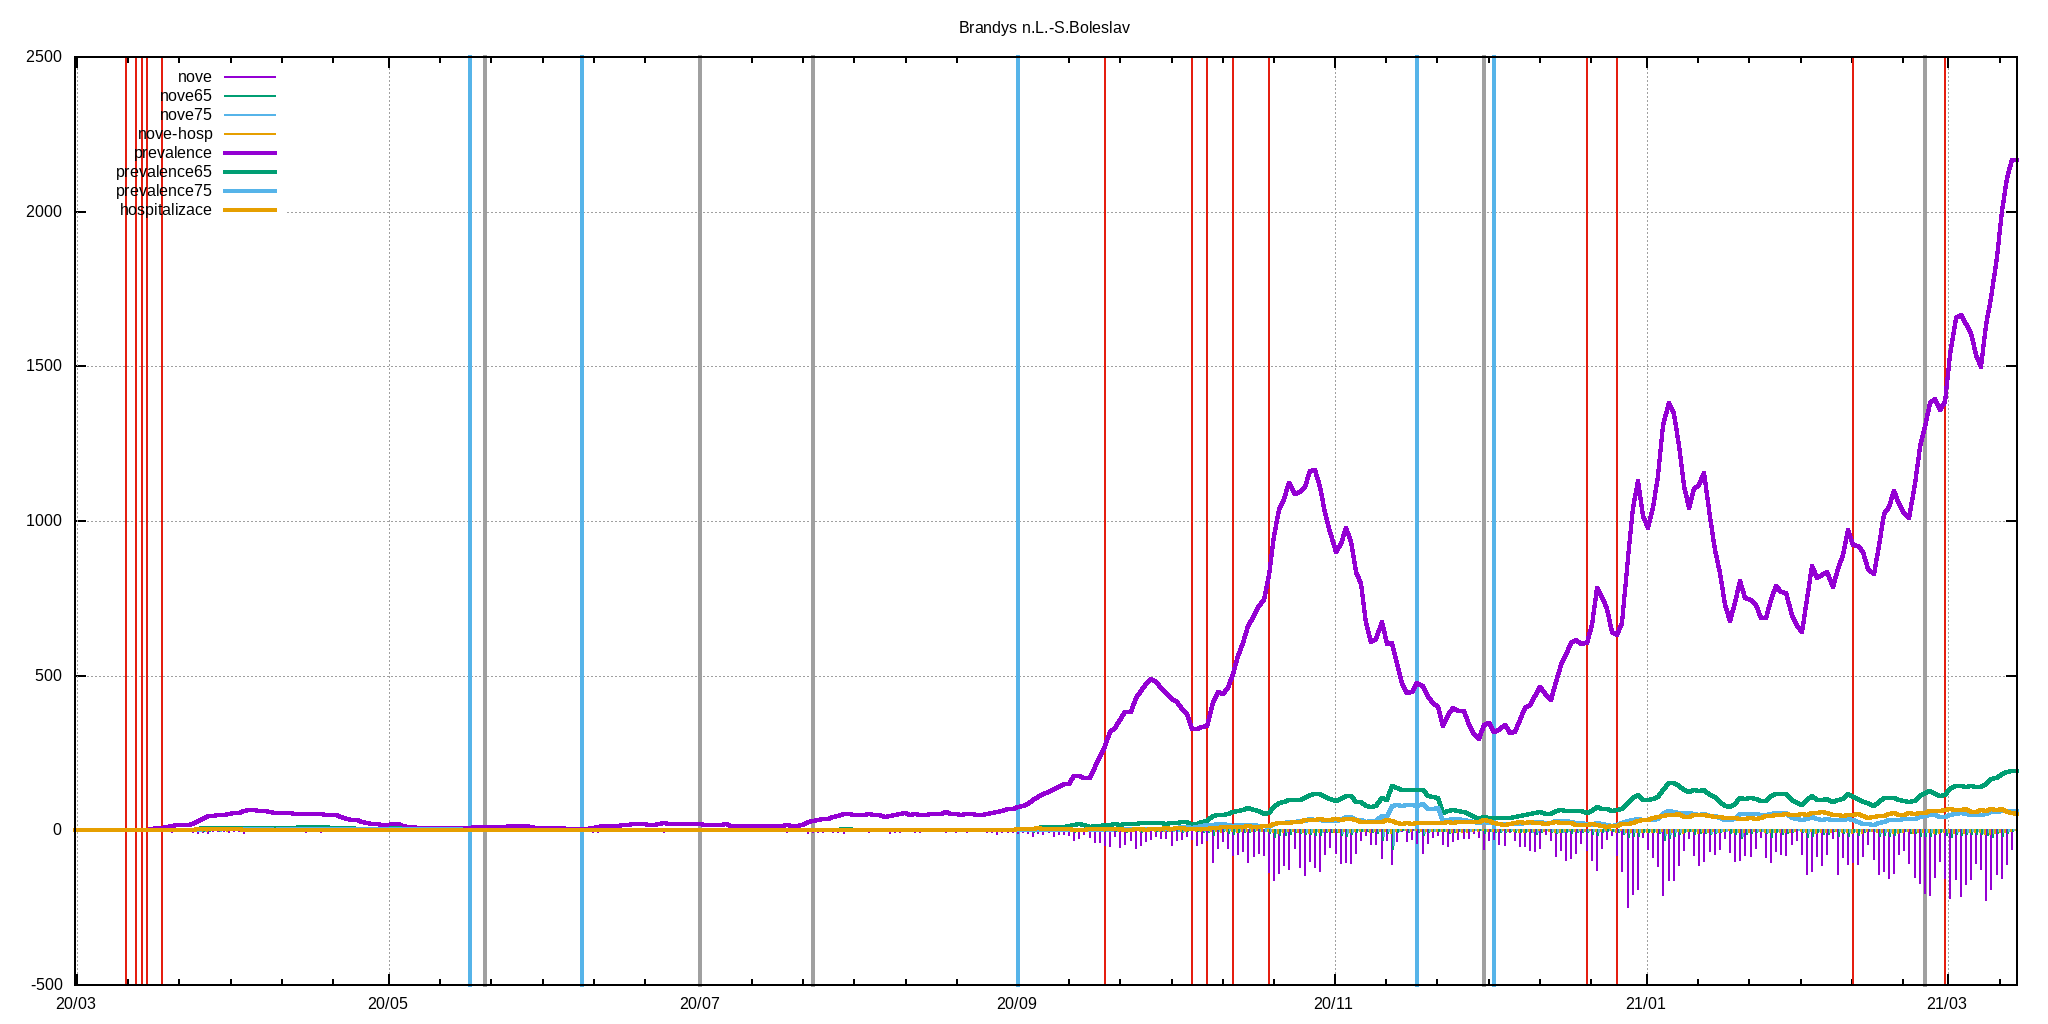 Brandys n.L.-S.Boleslav
2500
2000
1500
1000
500
0
-500
nove
nove65
nove75
nove-hosp
prevalence
prevalence65
prevalence75
hospitalizace
20/03 20/05 20/07 20/09 20/11 21/01 21/03